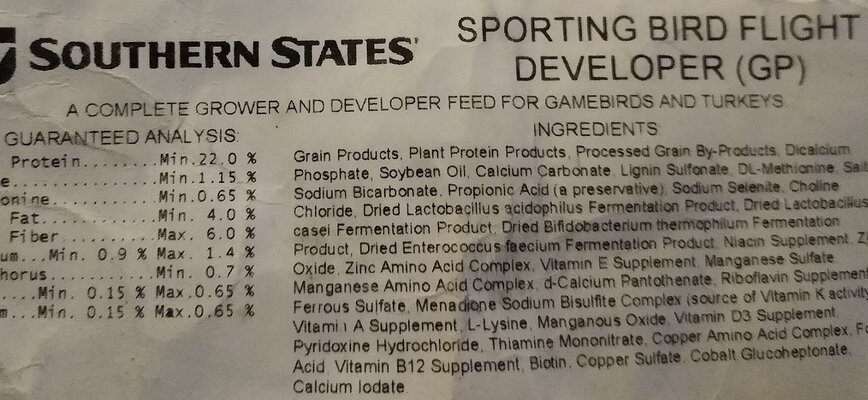 SOUTHERN STATES
SPORTING BIRD FLIGHT
DEVELOPER (GP)
A COMPLETE GROWER AND DEVELOPER FEED FOR GAMEBIRDS AND TURKEYS
GUARANTEED ANALYSIS:
Protein........Min.22.0 %
e...............Min.1.15 %
onine...........Min.0.65 %
Fat............Min. 4.0 %
Fiber..........Max. 6.0 %
um...Min. 0.9 % Max. 1.4 %
horus...........Min. 0.7 %
....Min. 0.15 % Max.0.65 %
m...Min. 0.15 % Max.0.65 %
INGREDIENTS:
Grain Products, Plant Protein Products, Processed Grain By-Products, Dicalcium
Phosphate, Soybean Oil, Calcium Carbonate, Lignin Sulfonate, DL-Methionine, Salt
Sodium Bicarbonate, Propionic Acid (a preservative), Sodium Selenite, Choline
Chloride, Dried Lactobacillus acidophilus Fermentation Product, Dried Lactobacillus
casei Fermentation Product, Dried Bifidobacterium thermophilum Fermentation
Product, Dried Enterococcus faecium Fermentation Product, Niacin Supplement, Zi
Oxide, Zinc Amino Acid Complex, Vitamin E Supplement, Manganese Sulfate
Manganese Amino Acid Complex, d-Calcium Pantothenate, Riboflavin Supplement
Ferrous Sulfate, Menadione Sodium Bisulfite Complex (source of Vitamin K activity
Vitamin A Supplement, L-Lysine, Manganous Oxide, Vitamin D3 Supplement,
Pyridoxine Hydrochloride, Thiamine Mononitrate, Copper Amino Acid Complex, Fo
Acid, Vitamin B12 Supplement, Biotin, Copper Sulfate, Cobalt Glucoheptonate,
Calcium Iodate.